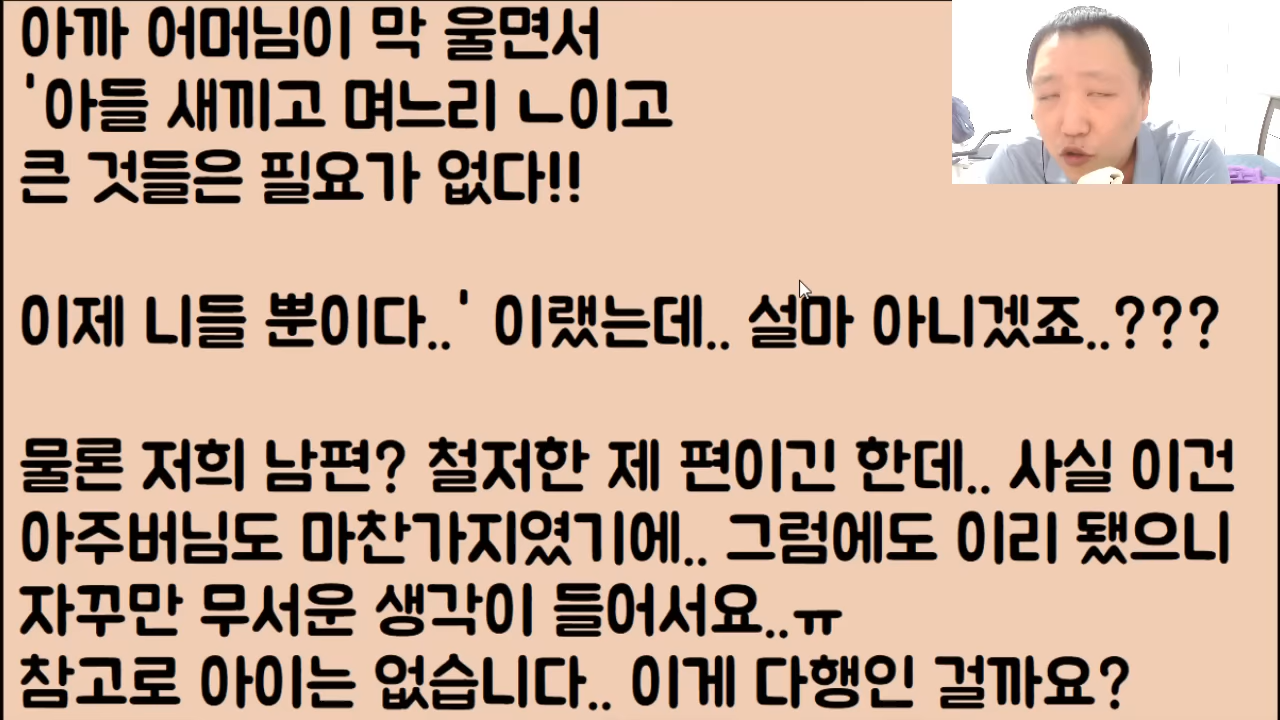 아까 어머님이 막 울면서
'아들 새끼고 며느리 ㄴ이고
큰 것들은 필요가 없다!!
이제 니들 뿐이다..' 이랬는데.. 설마 아니겠죠..???
물론 저희 남편? 철저한 제 편이긴 한데.. 사실 이건
아주버님도 마찬가지였기에.. 그럼에도 이리 됐으니
자꾸만 무서운 생각이 들어서요..ㅠ
참고로 아이는 없습니다.. 이게 다행인 걸까요?